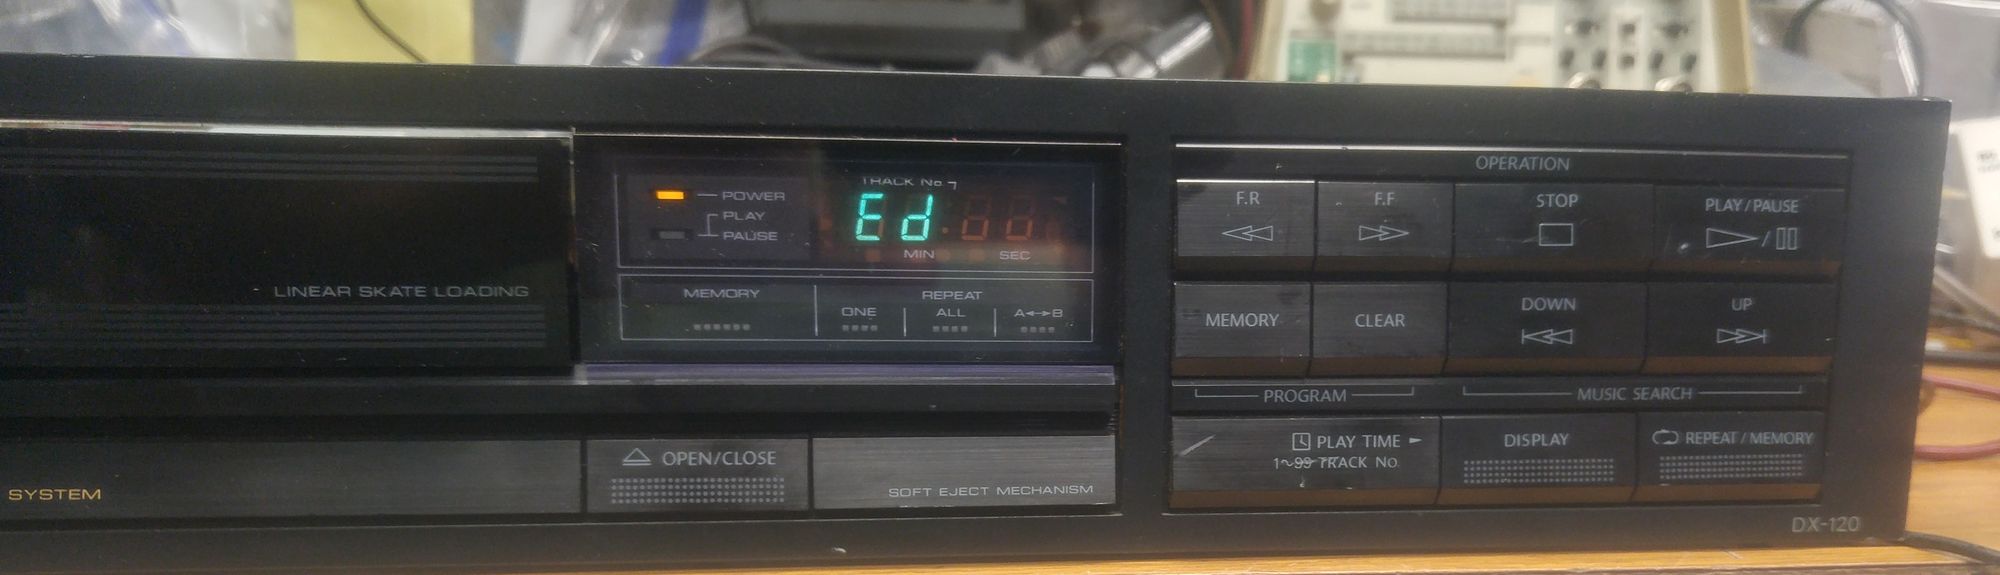 TRACK No.
POWER
PLAY
PAUSE
Ed
MIN SEC
MEMORY
REPEAT
ONE ALL A↔B
LINEAR SKATE LOADING
SYSTEM
OPEN/CLOSE
SOFT EJECT MECHANISM
OPERATION
F.R F.F STOP PLAY/PAUSE
MEMORY CLEAR DOWN UP
PROGRAM MUSIC SEARCH
PLAY TIME DISPLAY REPEAT/MEMORY
1~99 TRACK No.
DX-120